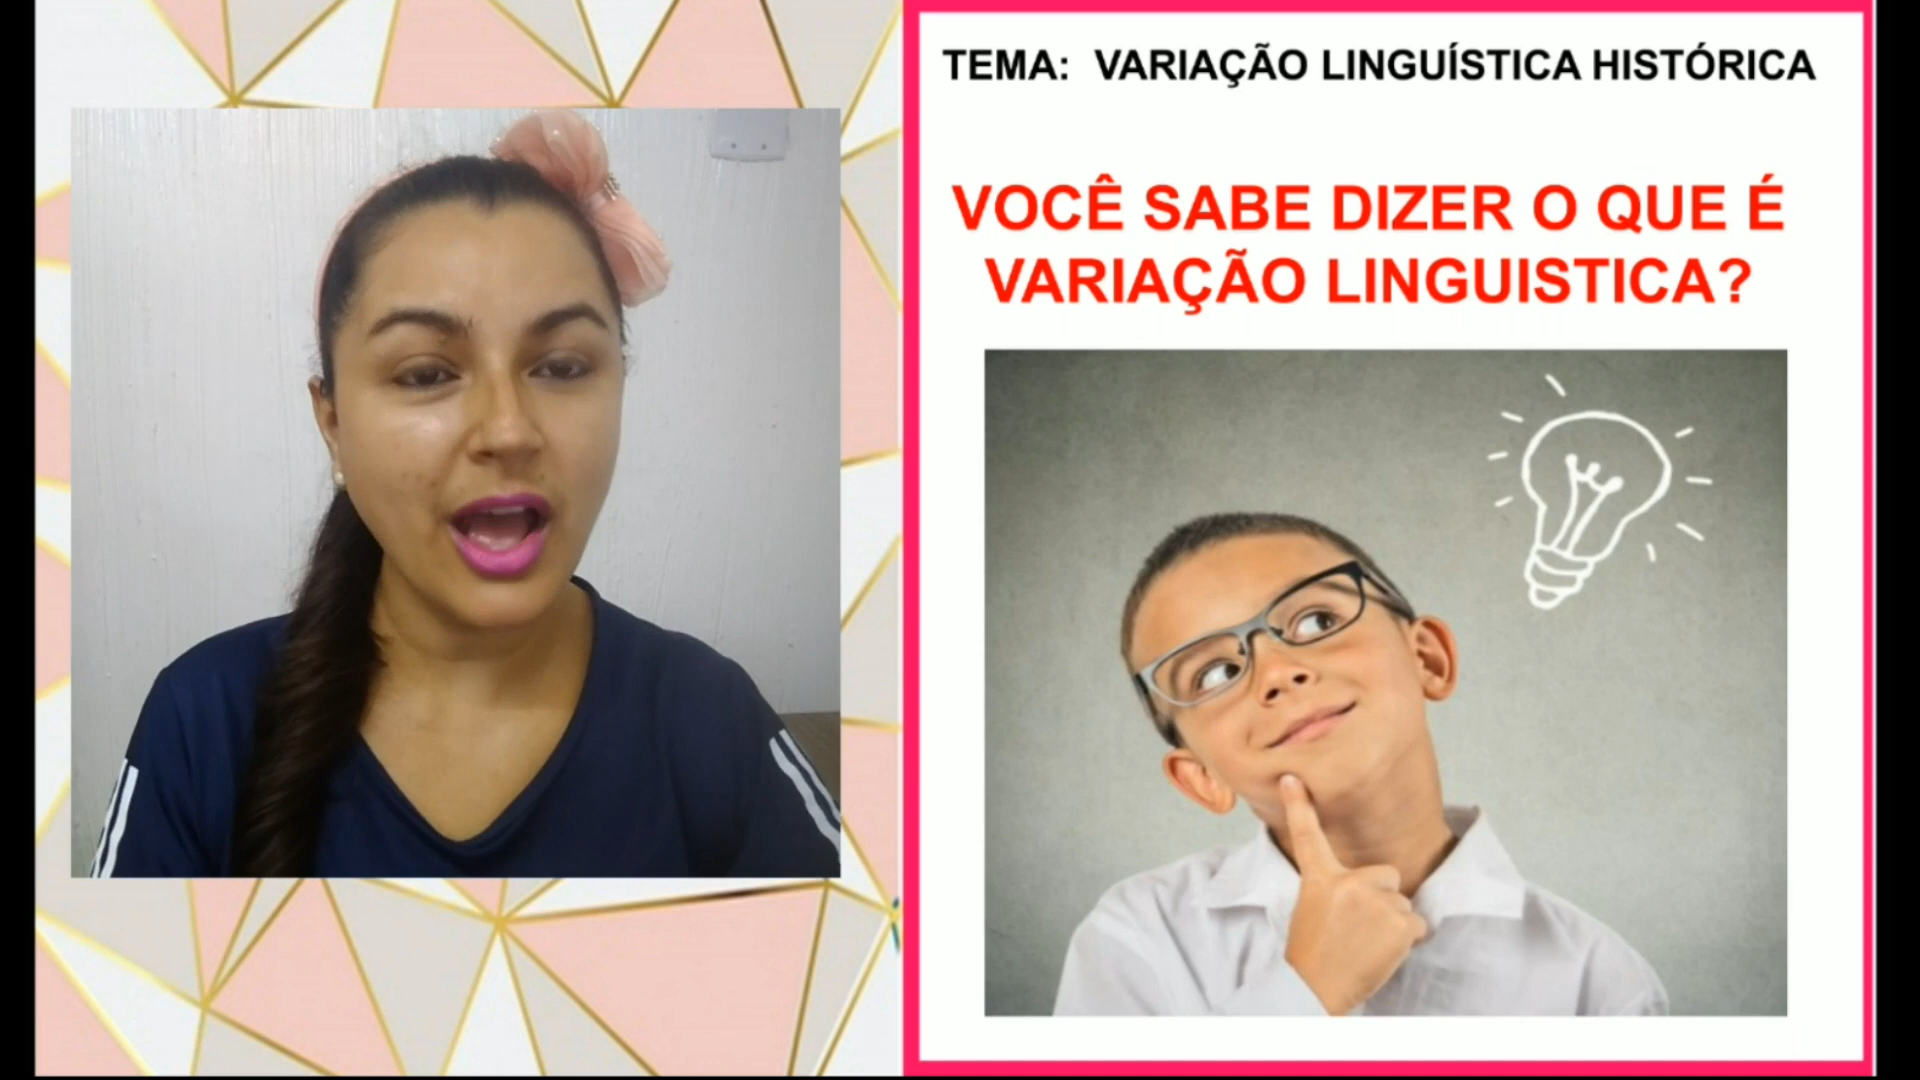 TEMA: VARIAÇÃO LINGUÍSTICA HISTÓRICA
VOCÊ SABE DIZER O QUE É
VARIAÇÃO LINGUISTICA?